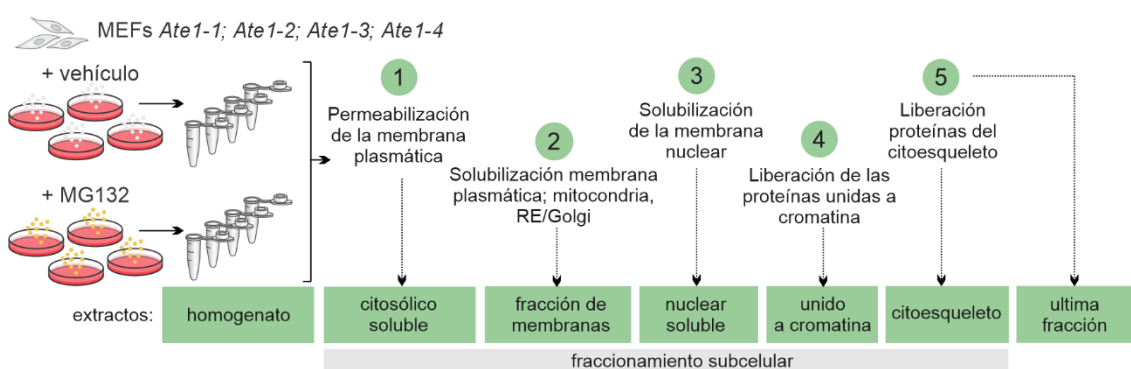 MEFs Ate1-1; Ate1-2; Ate1-3; Ate1-4
+ vehículo
+ MG132
1
Permeabilización
de la membrana
plasmática
2
Solubilización membrana
plasmática; mitocondria,
RE/Golgi
3
Solubilización
de la membrana
nuclear
4
Liberación de las
proteínas unidas a
cromatina
5
Liberación
proteínas del
citoesqueleto
extractos:
homogenato
citosólico
soluble
fracción de
membranas
nuclear
soluble
unido
a cromatina
citoesqueleto
ultima
fracción
fraccionamiento subcelular